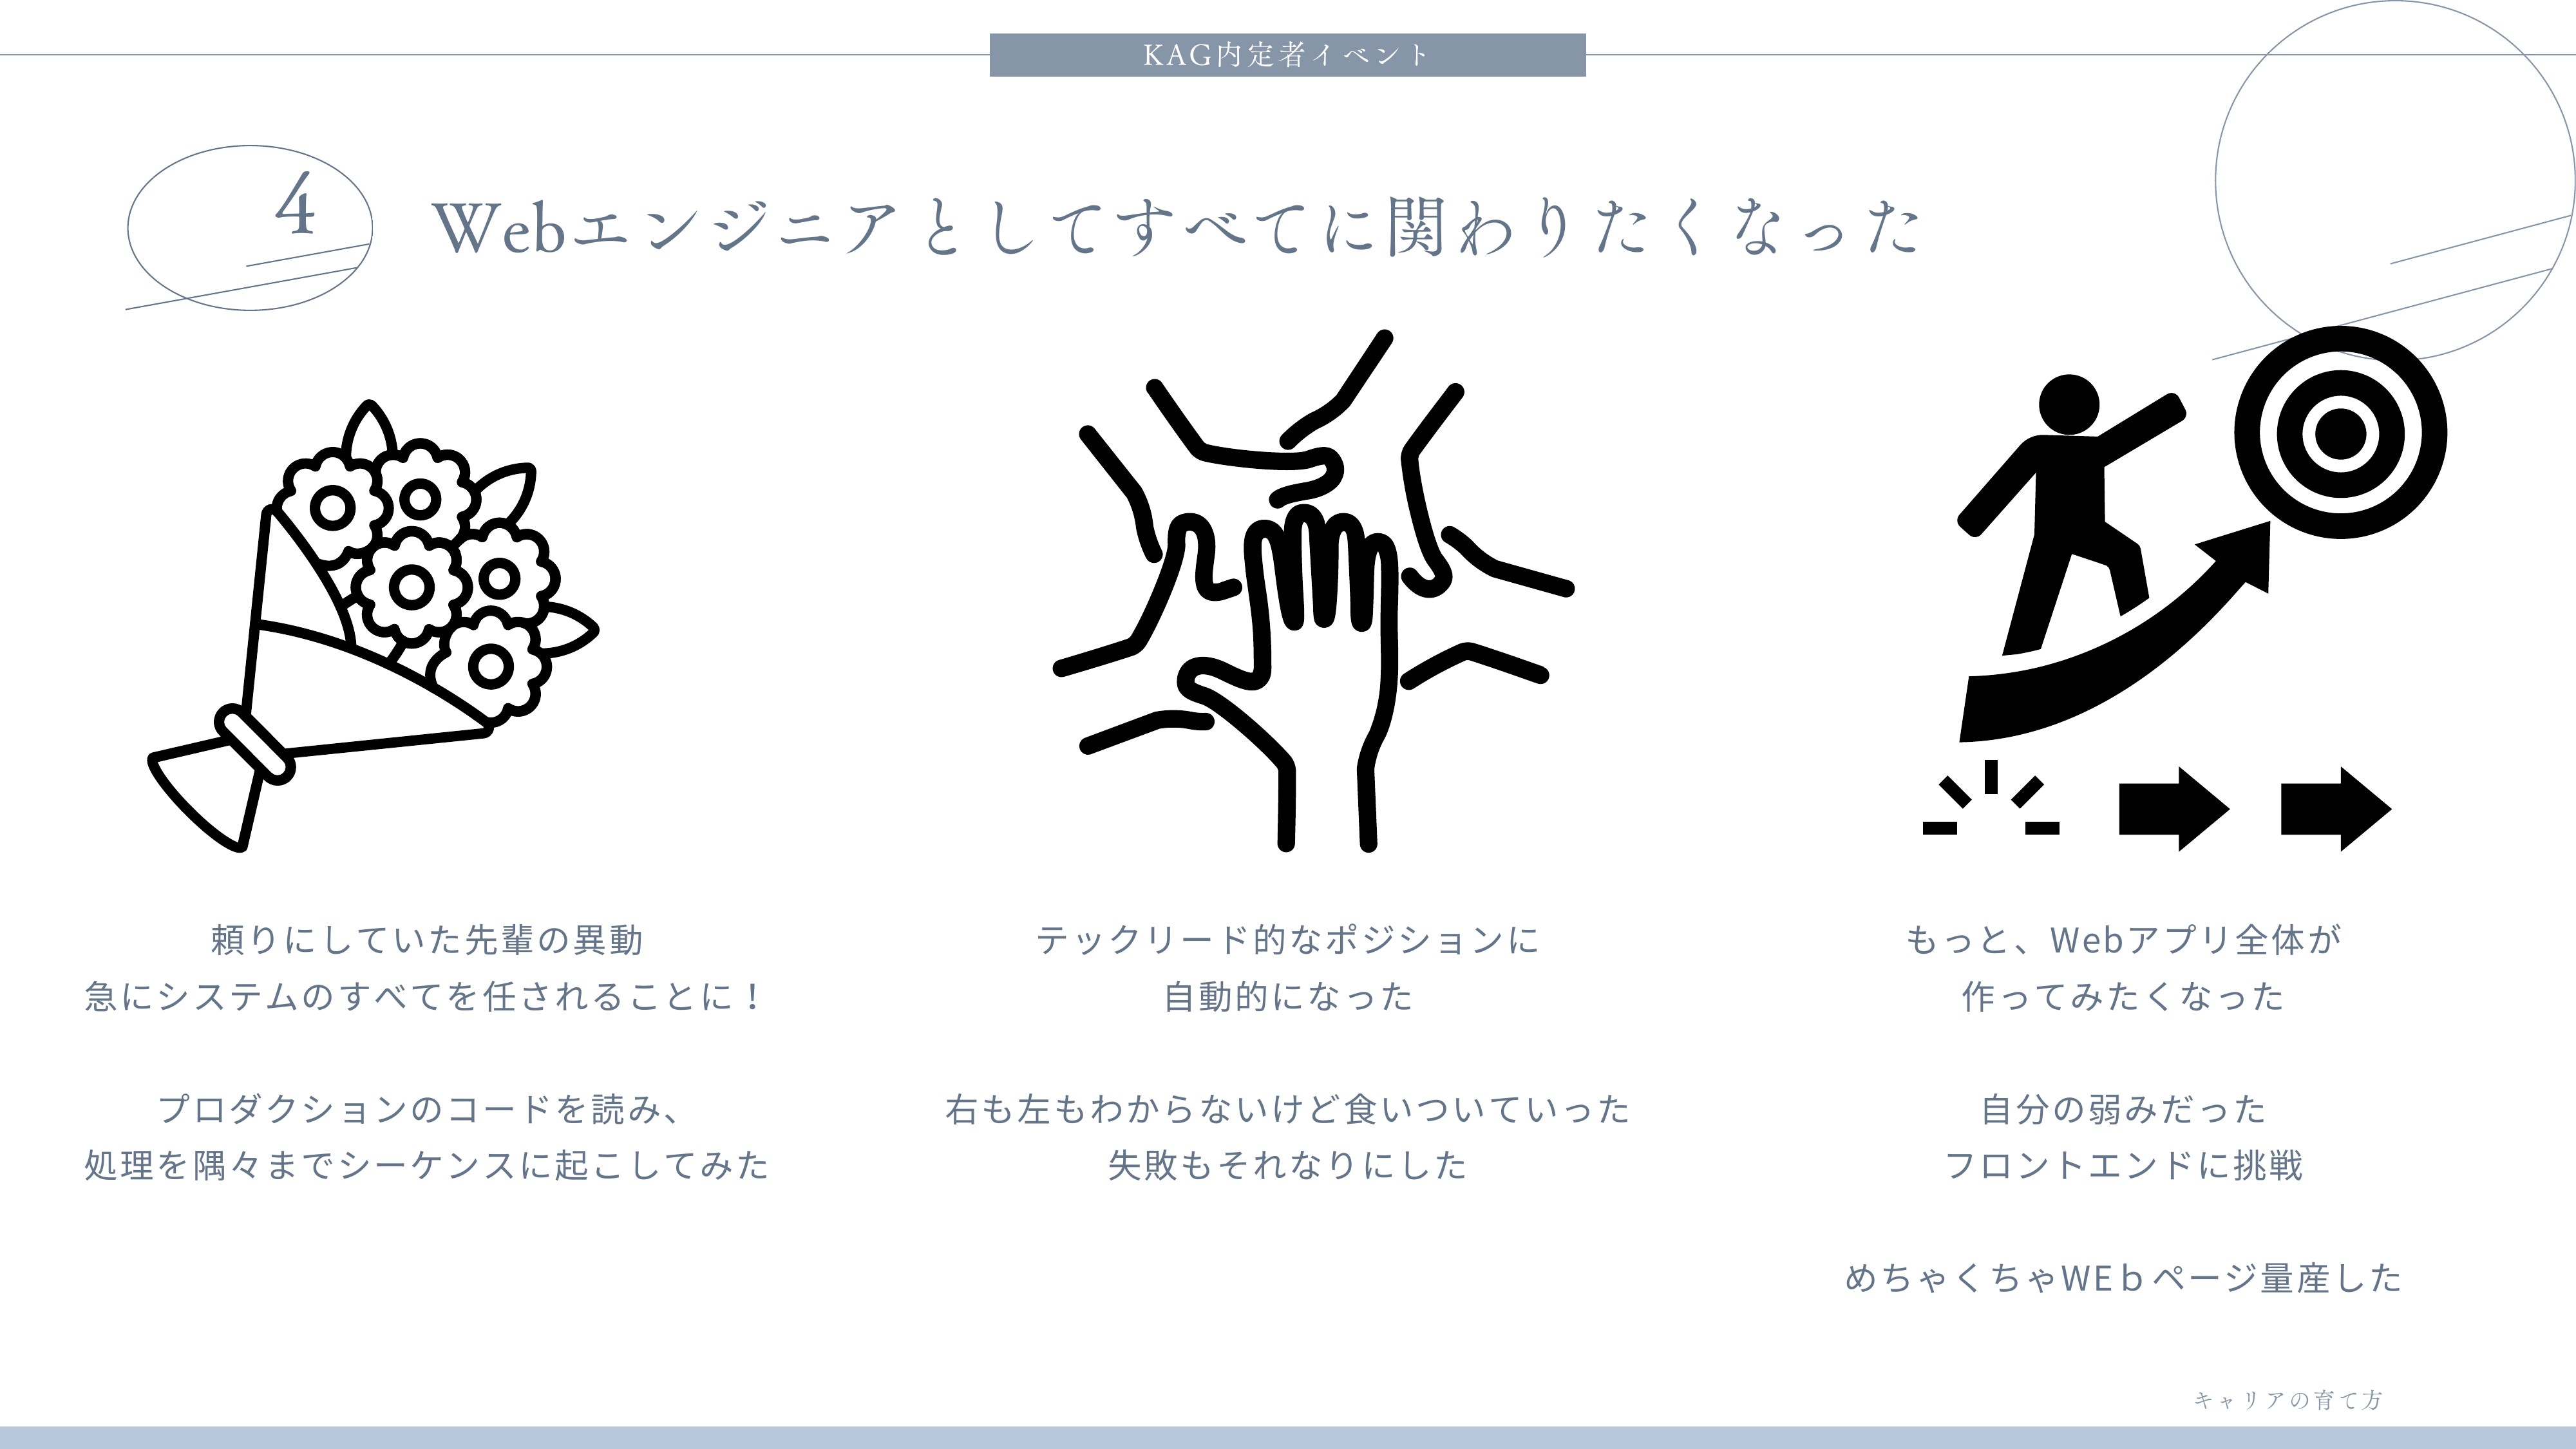 KAG内定者イベント
4
Webエンジニアとしてすべてに関わりたくなった
頼りにしていた先輩の異動
急にシステムのすべてを任されることに！
プロダクションのコードを読み、
処理を隅々までシーケンスに起こしてみた
テックリード的なポジションに
自動的になった
右も左もわからないけど食いついていった
失敗もそれなりにした
もっと、Webアプリ全体が
作ってみたくなった
自分の弱みだった
フロントエンドに挑戦
めちゃくちゃWEｂページ量産した
キャリアの育て方